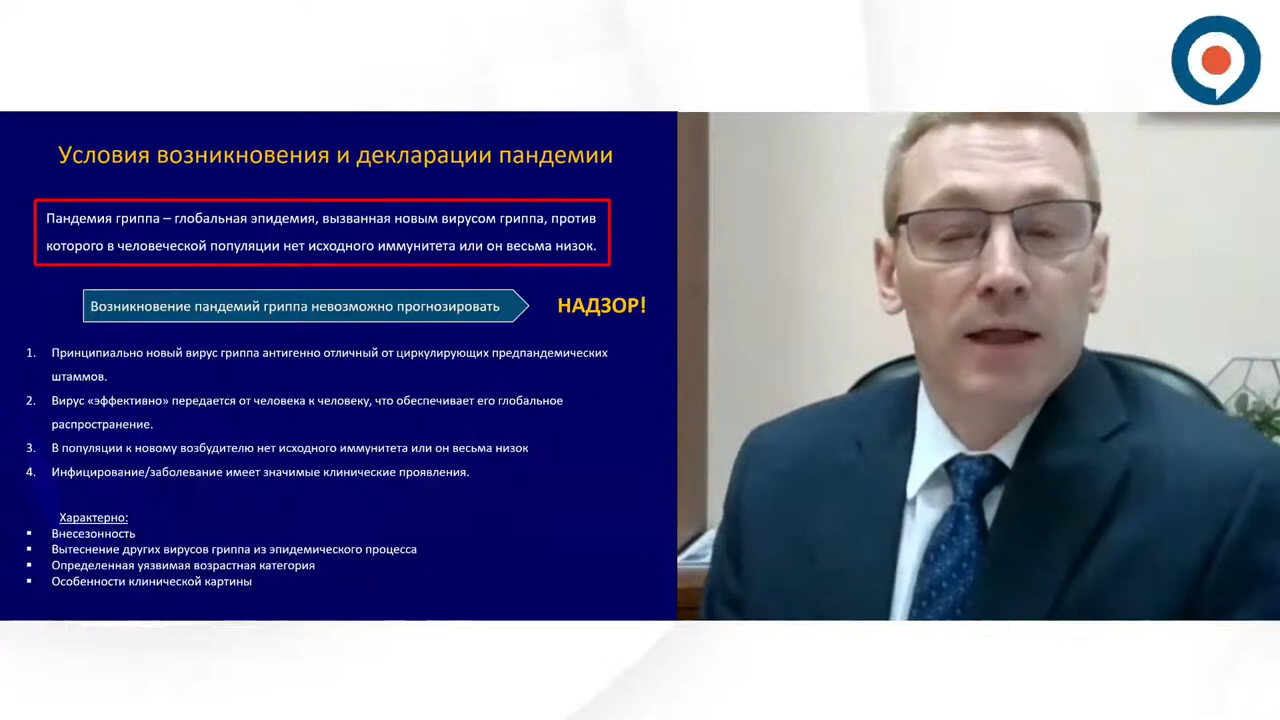 Условия возникновения и декларации пандемии
Пандемия гриппа – глобальная эпидемия, вызванная новым вирусом гриппа, против
которого в человеческой популяции нет исходного иммунитета или он весьма низок.
Возникновение пандемий гриппа невозможно прогнозировать
НАДЗОР!
1. Принципиально новый вирус гриппа антигенно отличный от циркулирующих предпандемических
штаммов.
2. Вирус «эффективно» передается от человека к человеку, что обеспечивает его глобальное
распространие.
3. В популяции к новому возбудителю нет исходного иммунитета или он весьма низок
4. Инфицирование/заболевание имеет значимые клинические проявления.
Характерно:
▪ Внесезонность
▪ Вытеснение других вирусов гриппа из эпидемического процесса
▪ Определенная уязвимая возрастная категория
▪ Особенности клинической картины